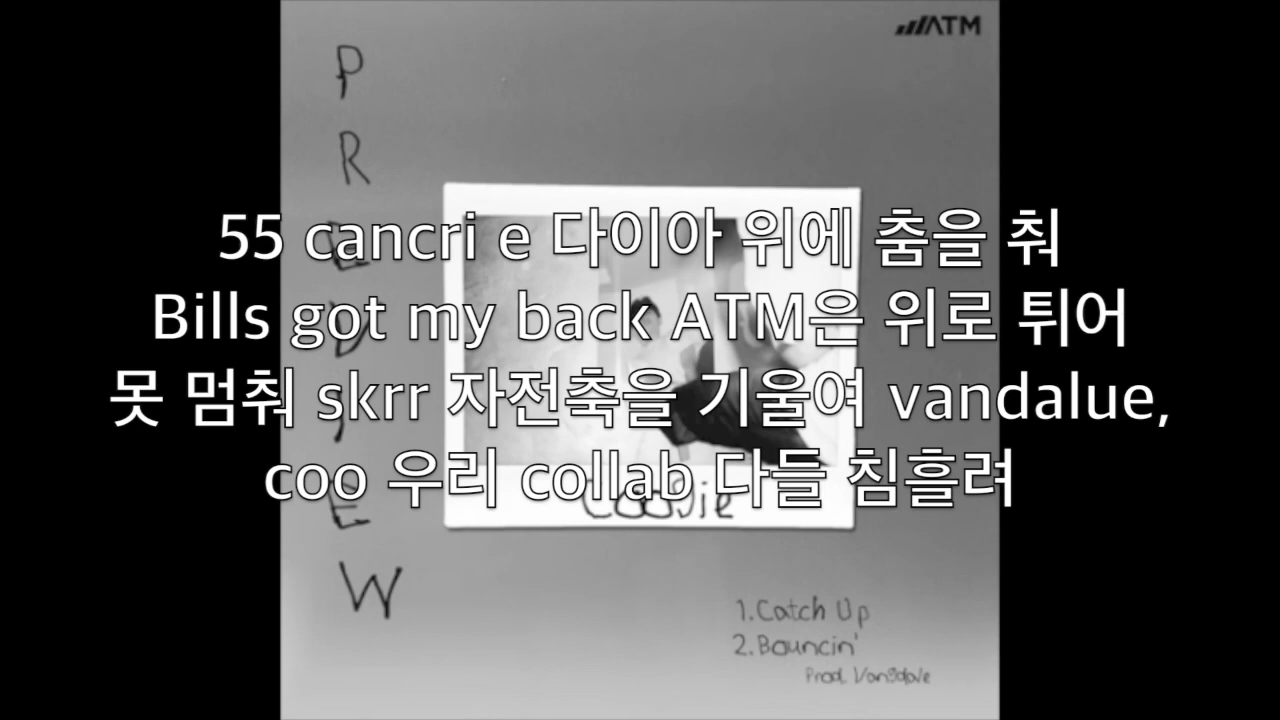 ATM
P
R
E
V
I
E
W
55 cancri e 다이아 위에 춤을 춰
Bills got my back ATM은 위로 튀어
못 멈춰 skrr 자전축을 기울여 vandalue,
coo 우리 collab 다들 침흘려
Coogie
1.Catch Up
2.Bouncin'
Prod.